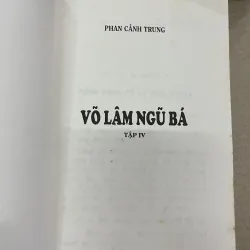 PHAN CẢNH TRUNG
VÕ LÂM NGŨ BÁ
TẬP IV